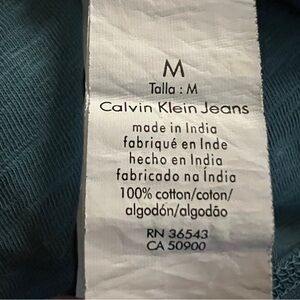 M
Talla : M
Calvin Klein Jeans
made in India
fabriqué en Inde
hecho en India
fabricado na Índia
100% cotton/coton/
algodón/algodão
RN 36543
CA 50900